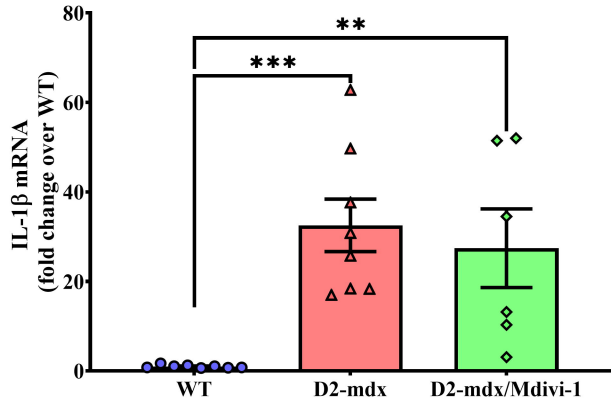 IL-1β mRNA
(fold change over WT)
80
60
40
20
0
**
***
WT
D2-mdx
D2-mdx/Mdivi-1